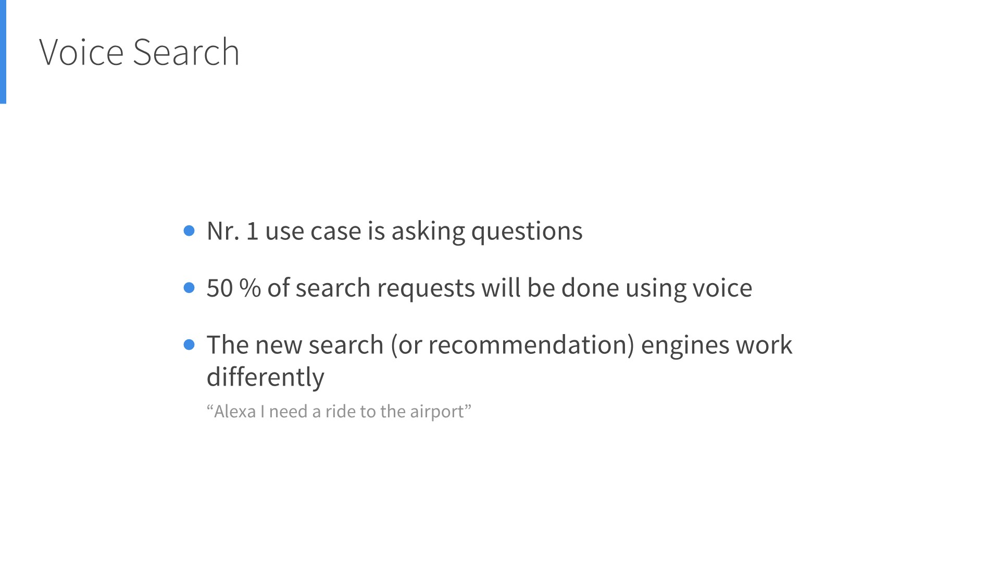 Voice Search
Nr. 1 use case is asking questions
50 % of search requests will be done using voice
The new search (or recommendation) engines work
differently
“Alexa I need a ride to the airport”